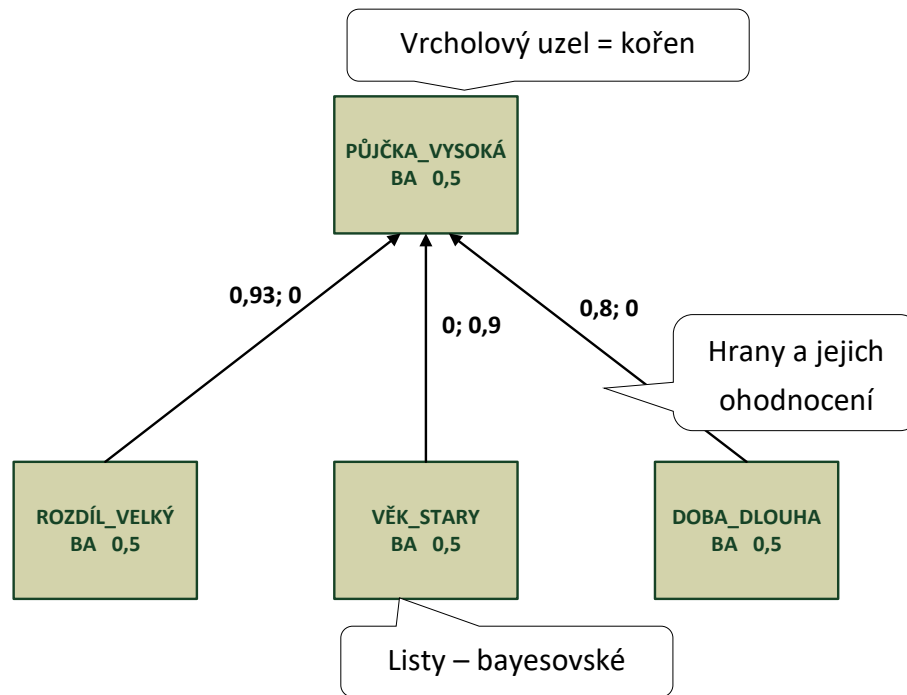 Vrcholový uzel = kořen
PŮJČKA_VYSOKÁ
BA 0,5
0,93; 0
0; 0,9
0,8; 0
Hrany a jejich
ohodnocení
ROZDÍL_VELKÝ
BA 0,5
VĚK_STARY
BA 0,5
DOBA_DLOUHA
BA 0,5
Listy – bayesovské